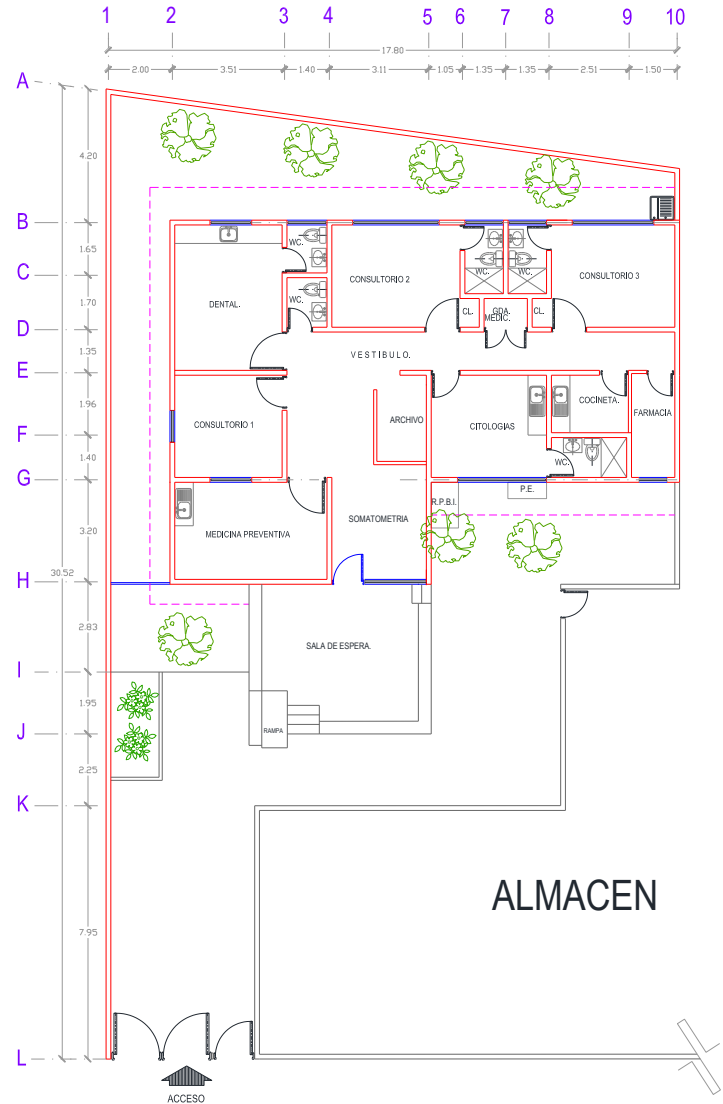 1 2 3 4 5 6 7 8 9 10
17.80
2.00 3.51 1.40 3.11 1.05 1.35 1.35 2.51 1.50
A
4.20
B
1.65
WC.
C
CONSULTORIO 2
WC.
WC.
CONSULTORIO 3
DENTAL.
WC.
1.70
CL.
GDA.
MEDIC.
CL.
D
1.35
VESTIBULO.
E
1.96
CONSULTORIO 1
ARCHIVO
CITOLOGIAS
COCINETA.
FARMACIA
F
1.40
WC.
G
P.E.
R.P.B.I.
3.20
MEDICINA PREVENTIVA
SOMATOMETRIA
30.52
H
2.83
SALA DE ESPERA.
I
1.95
RAMPA
J
2.25
K
ALMACEN
7.95
L
ACCESO